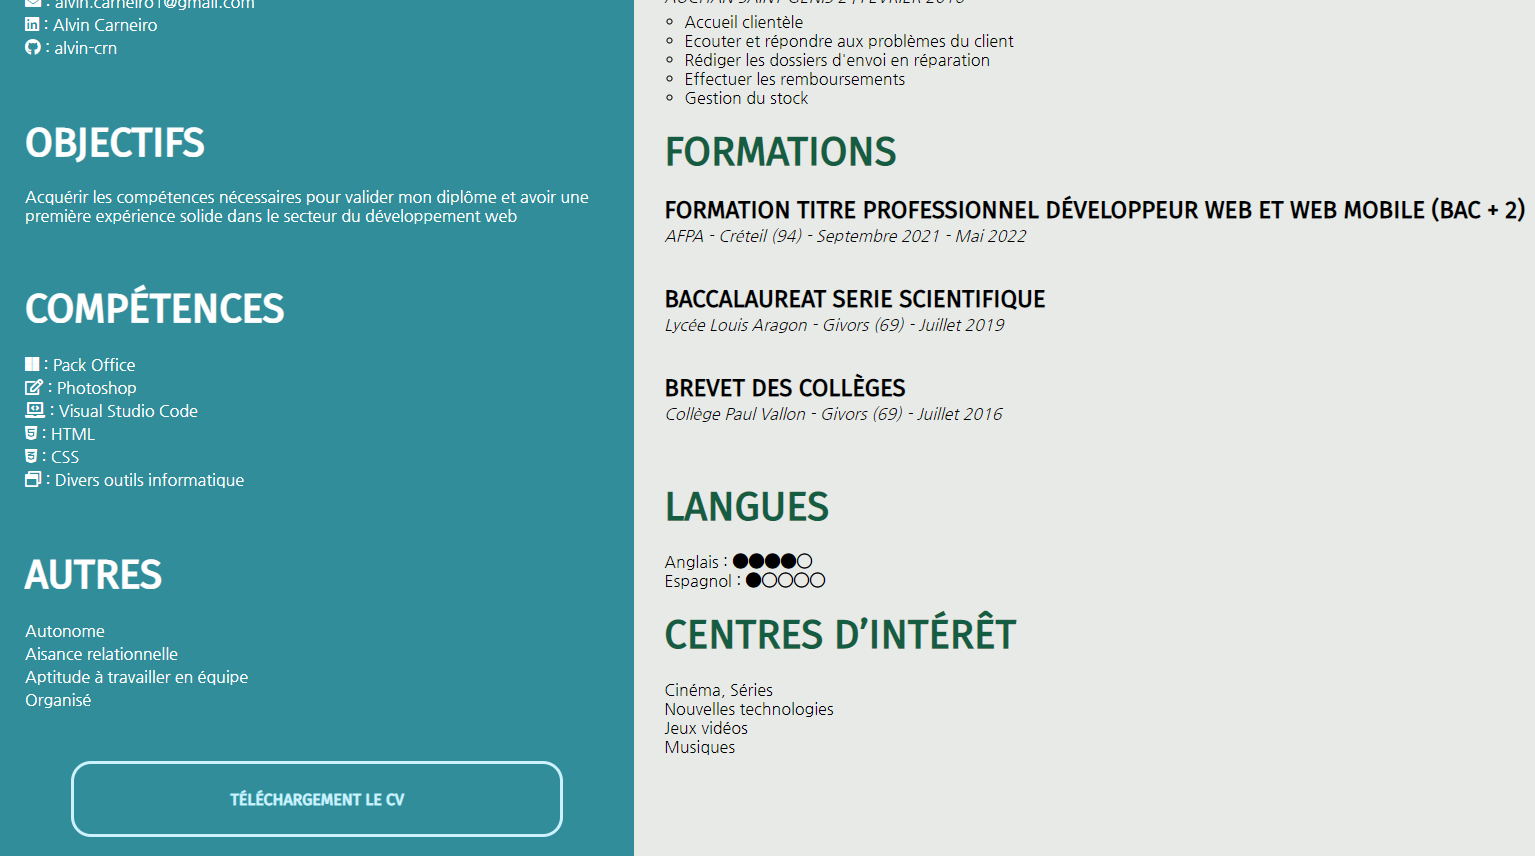 : alvin.carneiro1@gmail.com
: Alvin Carneiro
: alvin-crn
OBJECTIFS
Acquérir les compétences nécessaires pour valider mon diplôme et avoir une
première expérience solide dans le secteur du développement web
COMPÉTENCES
: Pack Office
: Photoshop
: Visual Studio Code
: HTML
: CSS
: Divers outils informatique
AUTRES
Autonome
Aisance relationnelle
Aptitude à travailler en équipe
Organisé
TÉLÉCHARGEMENT LE CV
AUCHAN SAINT-GENIS 2 | FÉVRIER 2016
Accueil clientèle
Ecouter et répondre aux problèmes du client
Rédiger les dossiers d'envoi en réparation
Effectuer les remboursements
Gestion du stock
FORMATIONS
FORMATION TITRE PROFESSIONNEL DÉVELOPPEUR WEB ET WEB MOBILE (BAC + 2)
AFPA - Créteil (94) - Septembre 2021 - Mai 2022
BACCALAUREAT SERIE SCIENTIFIQUE
Lycée Louis Aragon - Givors (69) - Juillet 2019
BREVET DES COLLÈGES
Collège Paul Vallon - Givors (69) - Juillet 2016
LANGUES
Anglais : ●●●●○
Espagnol : ●○○○○
CENTRES D’INTÉRÊT
Cinéma, Séries
Nouvelles technologies
Jeux vidéos
Musiques